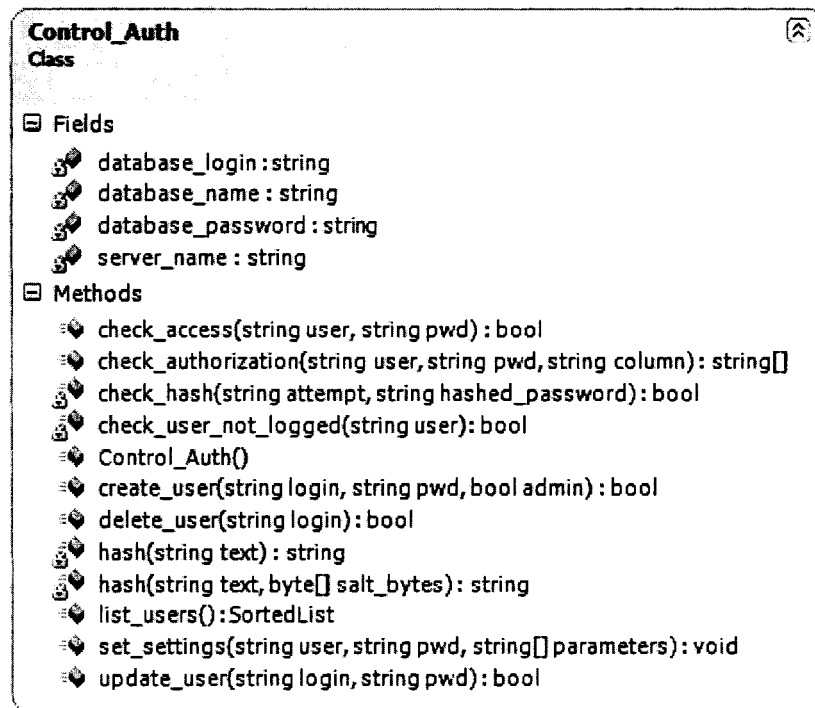 Control_Auth
Class
Fields
database_login : string
database_name : string
database_password : string
server_name : string
Methods
check_access(string user, string pwd) : bool
check_authorization(string user, string pwd, string column) : string[]
check_hash(string attempt, string hashed_password) : bool
check_user_not_logged(string user) : bool
Control_Auth()
create_user(string login, string pwd, bool admin) : bool
delete_user(string login) : bool
hash(string text) : string
hash(string text, byte[] salt_bytes) : string
list_users() : SortedList
set_settings(string user, string pwd, string[] parameters) : void
update_user(string login, string pwd) : bool